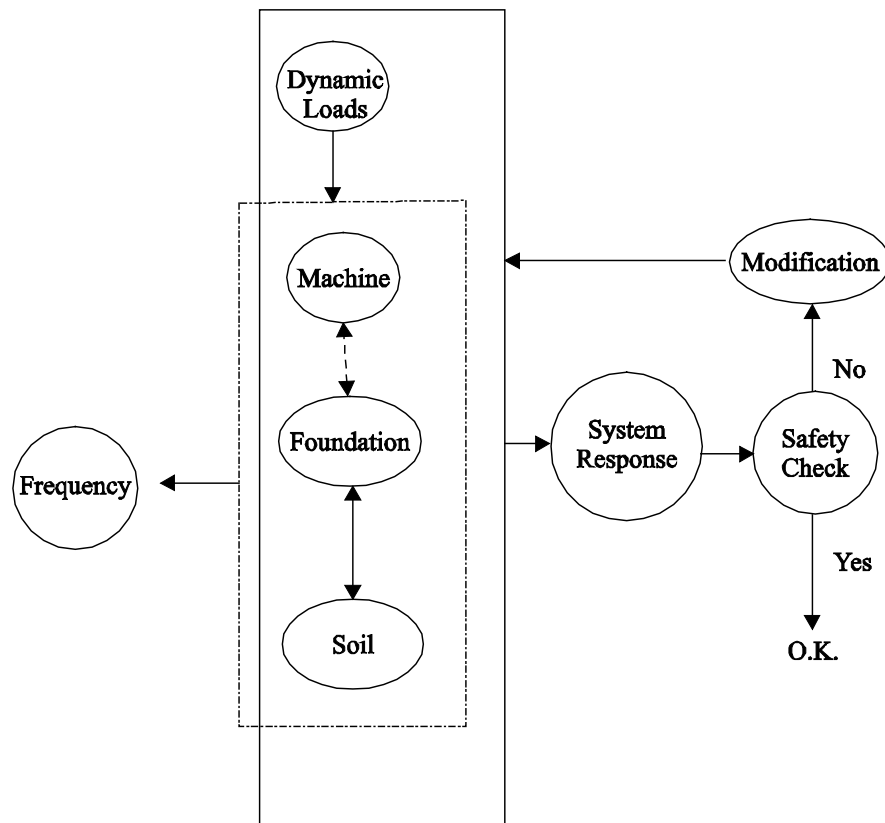 Dynamic
Loads
Machine
Modification
No
Foundation
System
Response
Safety
Check
Frequency
Yes
Soil
O.K.